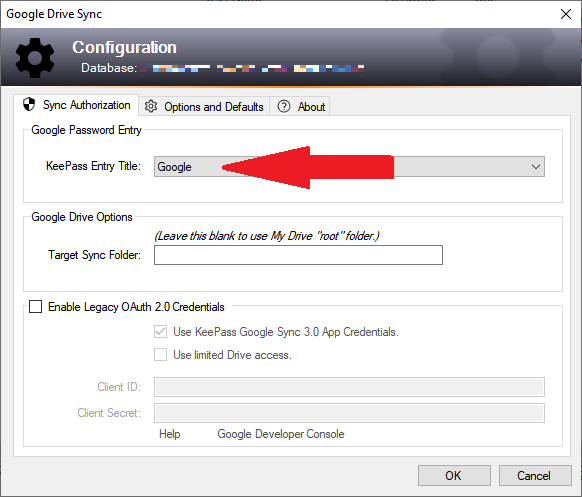 Google Drive Sync
Configuration
Database:
Sync Authorization
Options and Defaults
About
Google Password Entry
KeePass Entry Title:
Google
Google Drive Options
(Leave this blank to use My Drive "root" folder.)
Target Sync Folder:
Enable Legacy OAuth 2.0 Credentials
Use KeePass Google Sync 3.0 App Credentials.
Use limited Drive access.
Client ID:
Client Secret:
Help Google Developer Console
OK Cancel